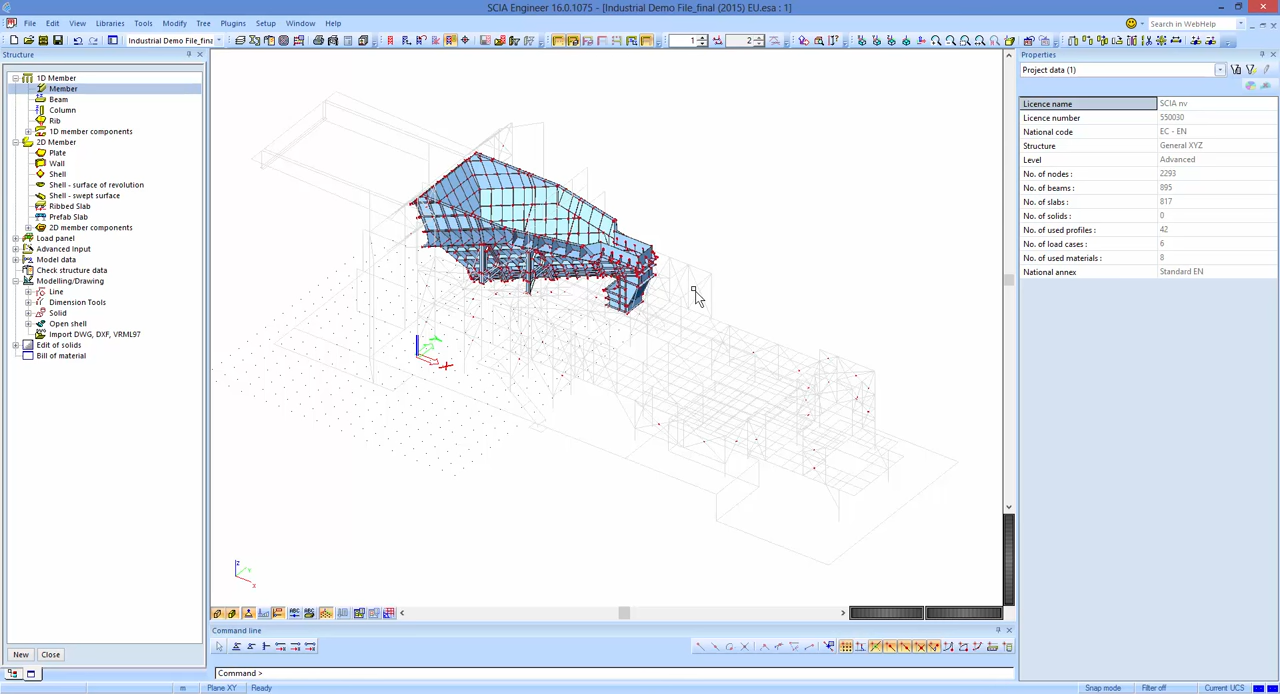 SCIA Engineer 16.0.1075 - [Industrial Demo File_final (2015) EU.esa : 1]
File Edit View Libraries Tools Modify Tree Plugins Setup Window Help
Search in WebHelp
Industrial Demo File_fina
1
2
Structure
Properties
Project data (1)
1D Member
Member
Beam
Column
Rib
1D member components
2D Member
Plate
Wall
Shell
Shell - surface of revolution
Shell - swept surface
Ribbed Slab
Prefab Slab
2D member components
Load panel
Advanced Input
Model data
Check structure data
Modelling/Drawing
Line
Dimension Tools
Solid
Open shell
Import DWG, DXF, VRML97
Edit of solids
Bill of material
New
Close
Licence name SCIA nv
Licence number 550030
National code EC - EN
Structure General XYZ
Level Advanced
No. of nodes : 2293
No. of beams : 895
No. of slabs : 817
No. of solids : 0
No. of used profiles : 42
No. of load cases : 6
No. of used materials : 8
National annex Standard EN
Y
X
z
y
x
Command line
Command >
m
Plane XY
Ready
Snap mode
Filter off
Current UCS